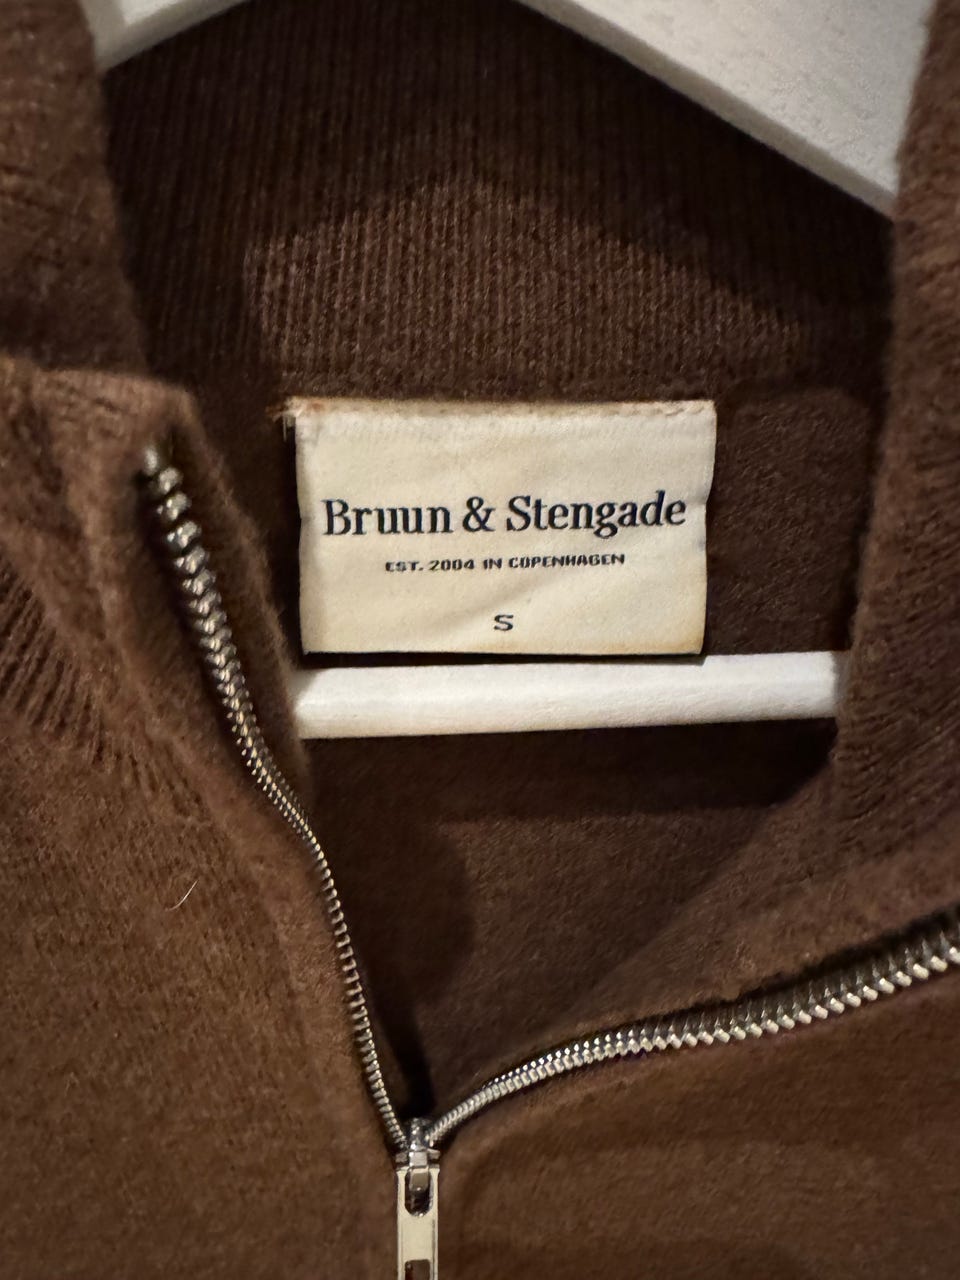 Bruun & Stengade
EST. 2004 IN COPENHAGEN
S